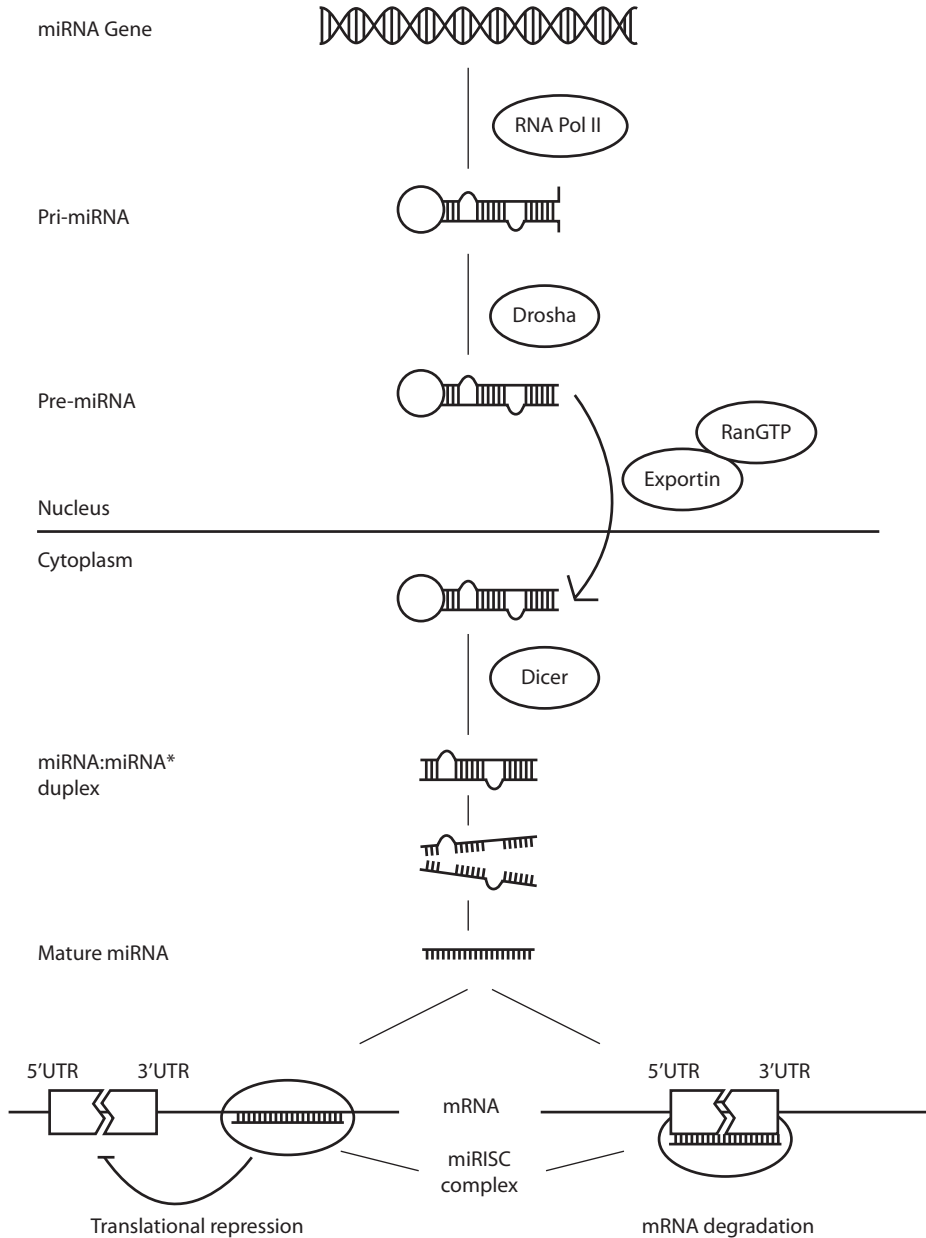 miRNA Gene
RNA Pol II
Pri-miRNA
Drosha
Pre-miRNA
RanGTP
Exportin
Nucleus
Cytoplasm
Dicer
miRNA:miRNA*
duplex
Mature miRNA
5’UTR
3’UTR
5’UTR
3’UTR
mRNA
miRISC
complex
Translational repression
mRNA degradation